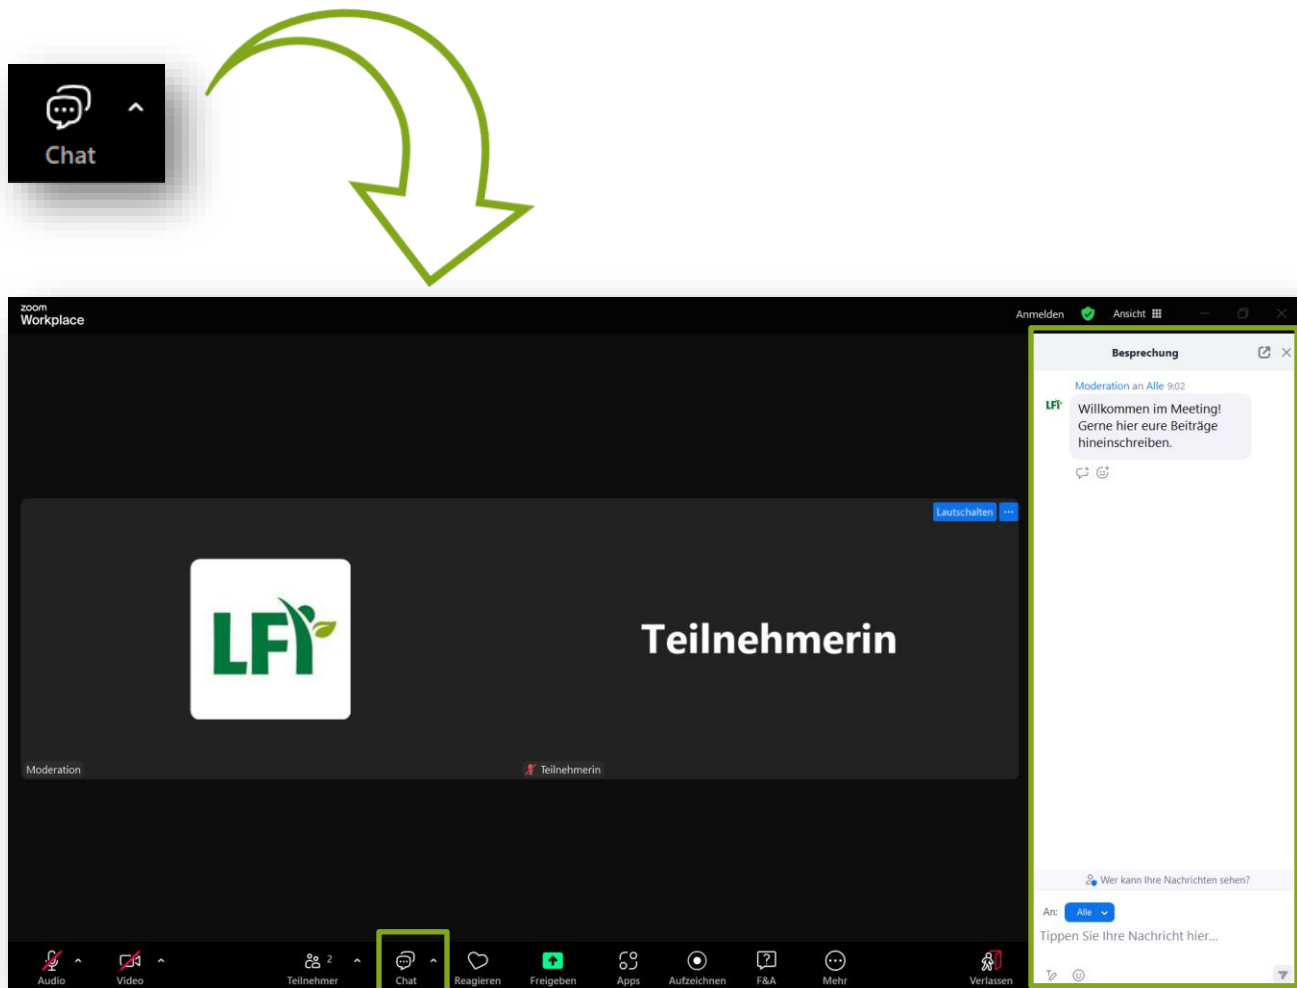 Chat
zoom
Workplace
Anmelden
Ansicht
Besprechung
Moderation an Alle 9:02
LFI
Willkommen im Meeting!
Gerne hier eure Beiträge
hineinschreiben.
Lautschalten
LFI
Teilnehmerin
Moderation
Teilnehmerin
Wer kann Ihre Nachrichten sehen?
An: Alle
Tippen Sie Ihre Nachricht hier...
Audio
Video
2
Teilnehmer
Chat
Reagieren
Freigeben
Apps
Aufzeichnen
F&A
Mehr
Verlassen